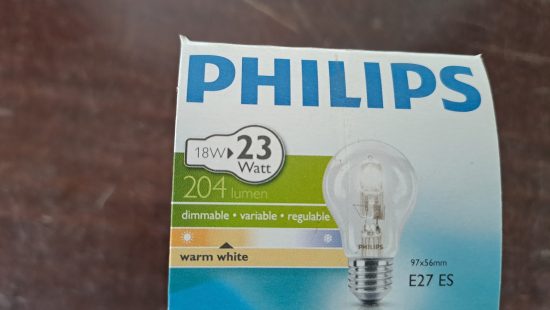 PHILIPS
18W 23
Watt
204 lumen
dimmable • variable • regulable
PHILIPS
warm white
97x56mm
E27 ES